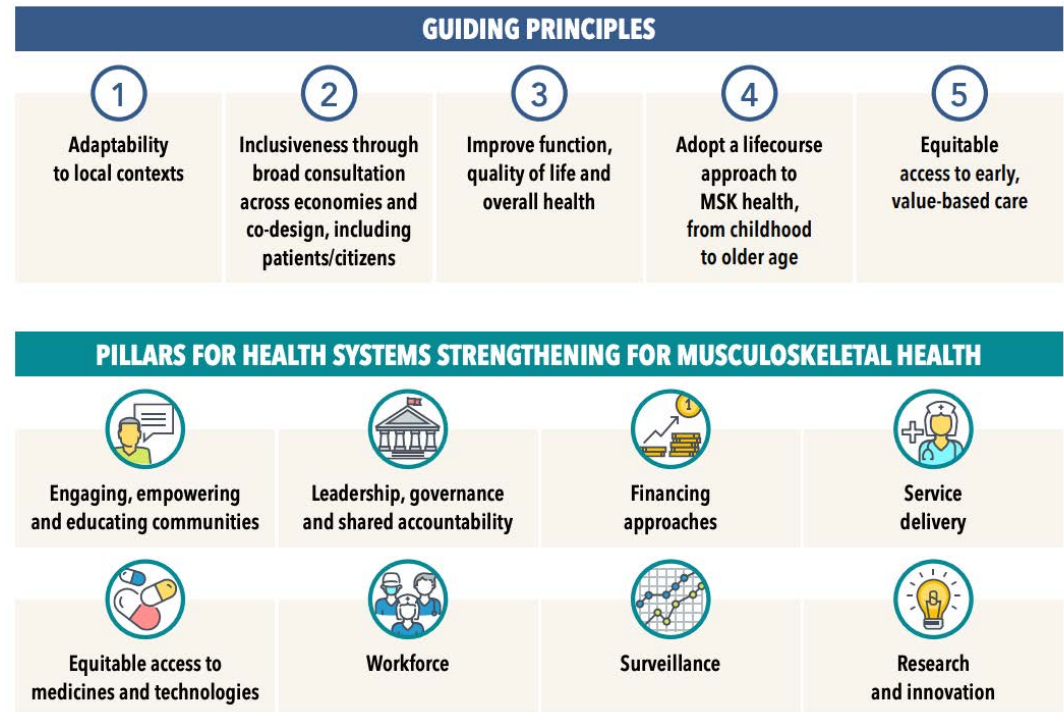 GUIDING PRINCIPLES
1
Adaptability
to local contexts
2
Inclusiveness through
broad consultation
across economies and
co-design, including
patients/citizens
3
Improve function,
quality of life and
overall health
4
Adopt a lifecourse
approach to
MSK health,
from childhood
to older age
5
Equitable
access to early,
value-based care
PILLARS FOR HEALTH SYSTEMS STRENGTHENING FOR MUSCULOSKELETAL HEALTH
Engaging, empowering
and educating communities
Leadership, governance
and shared accountability
1
Financing
approaches
Service
delivery
Equitable access to
medicines and technologies
Workforce
Surveillance
Research
and innovation